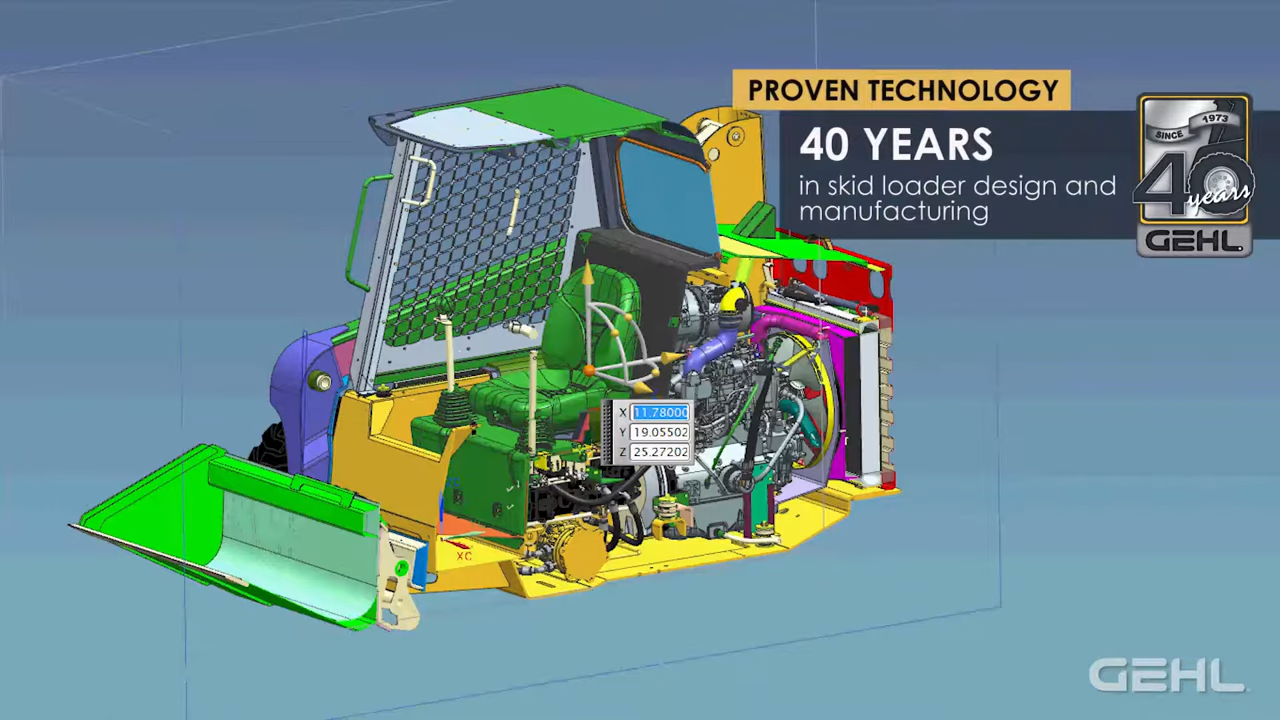 PROVEN TECHNOLOGY
40 YEARS
in skid loader design and
manufacturing
SINCE 1973
40 years
GEHL
X 11.78000
Y 19.05502
Z 25.27202
XC
GEHL